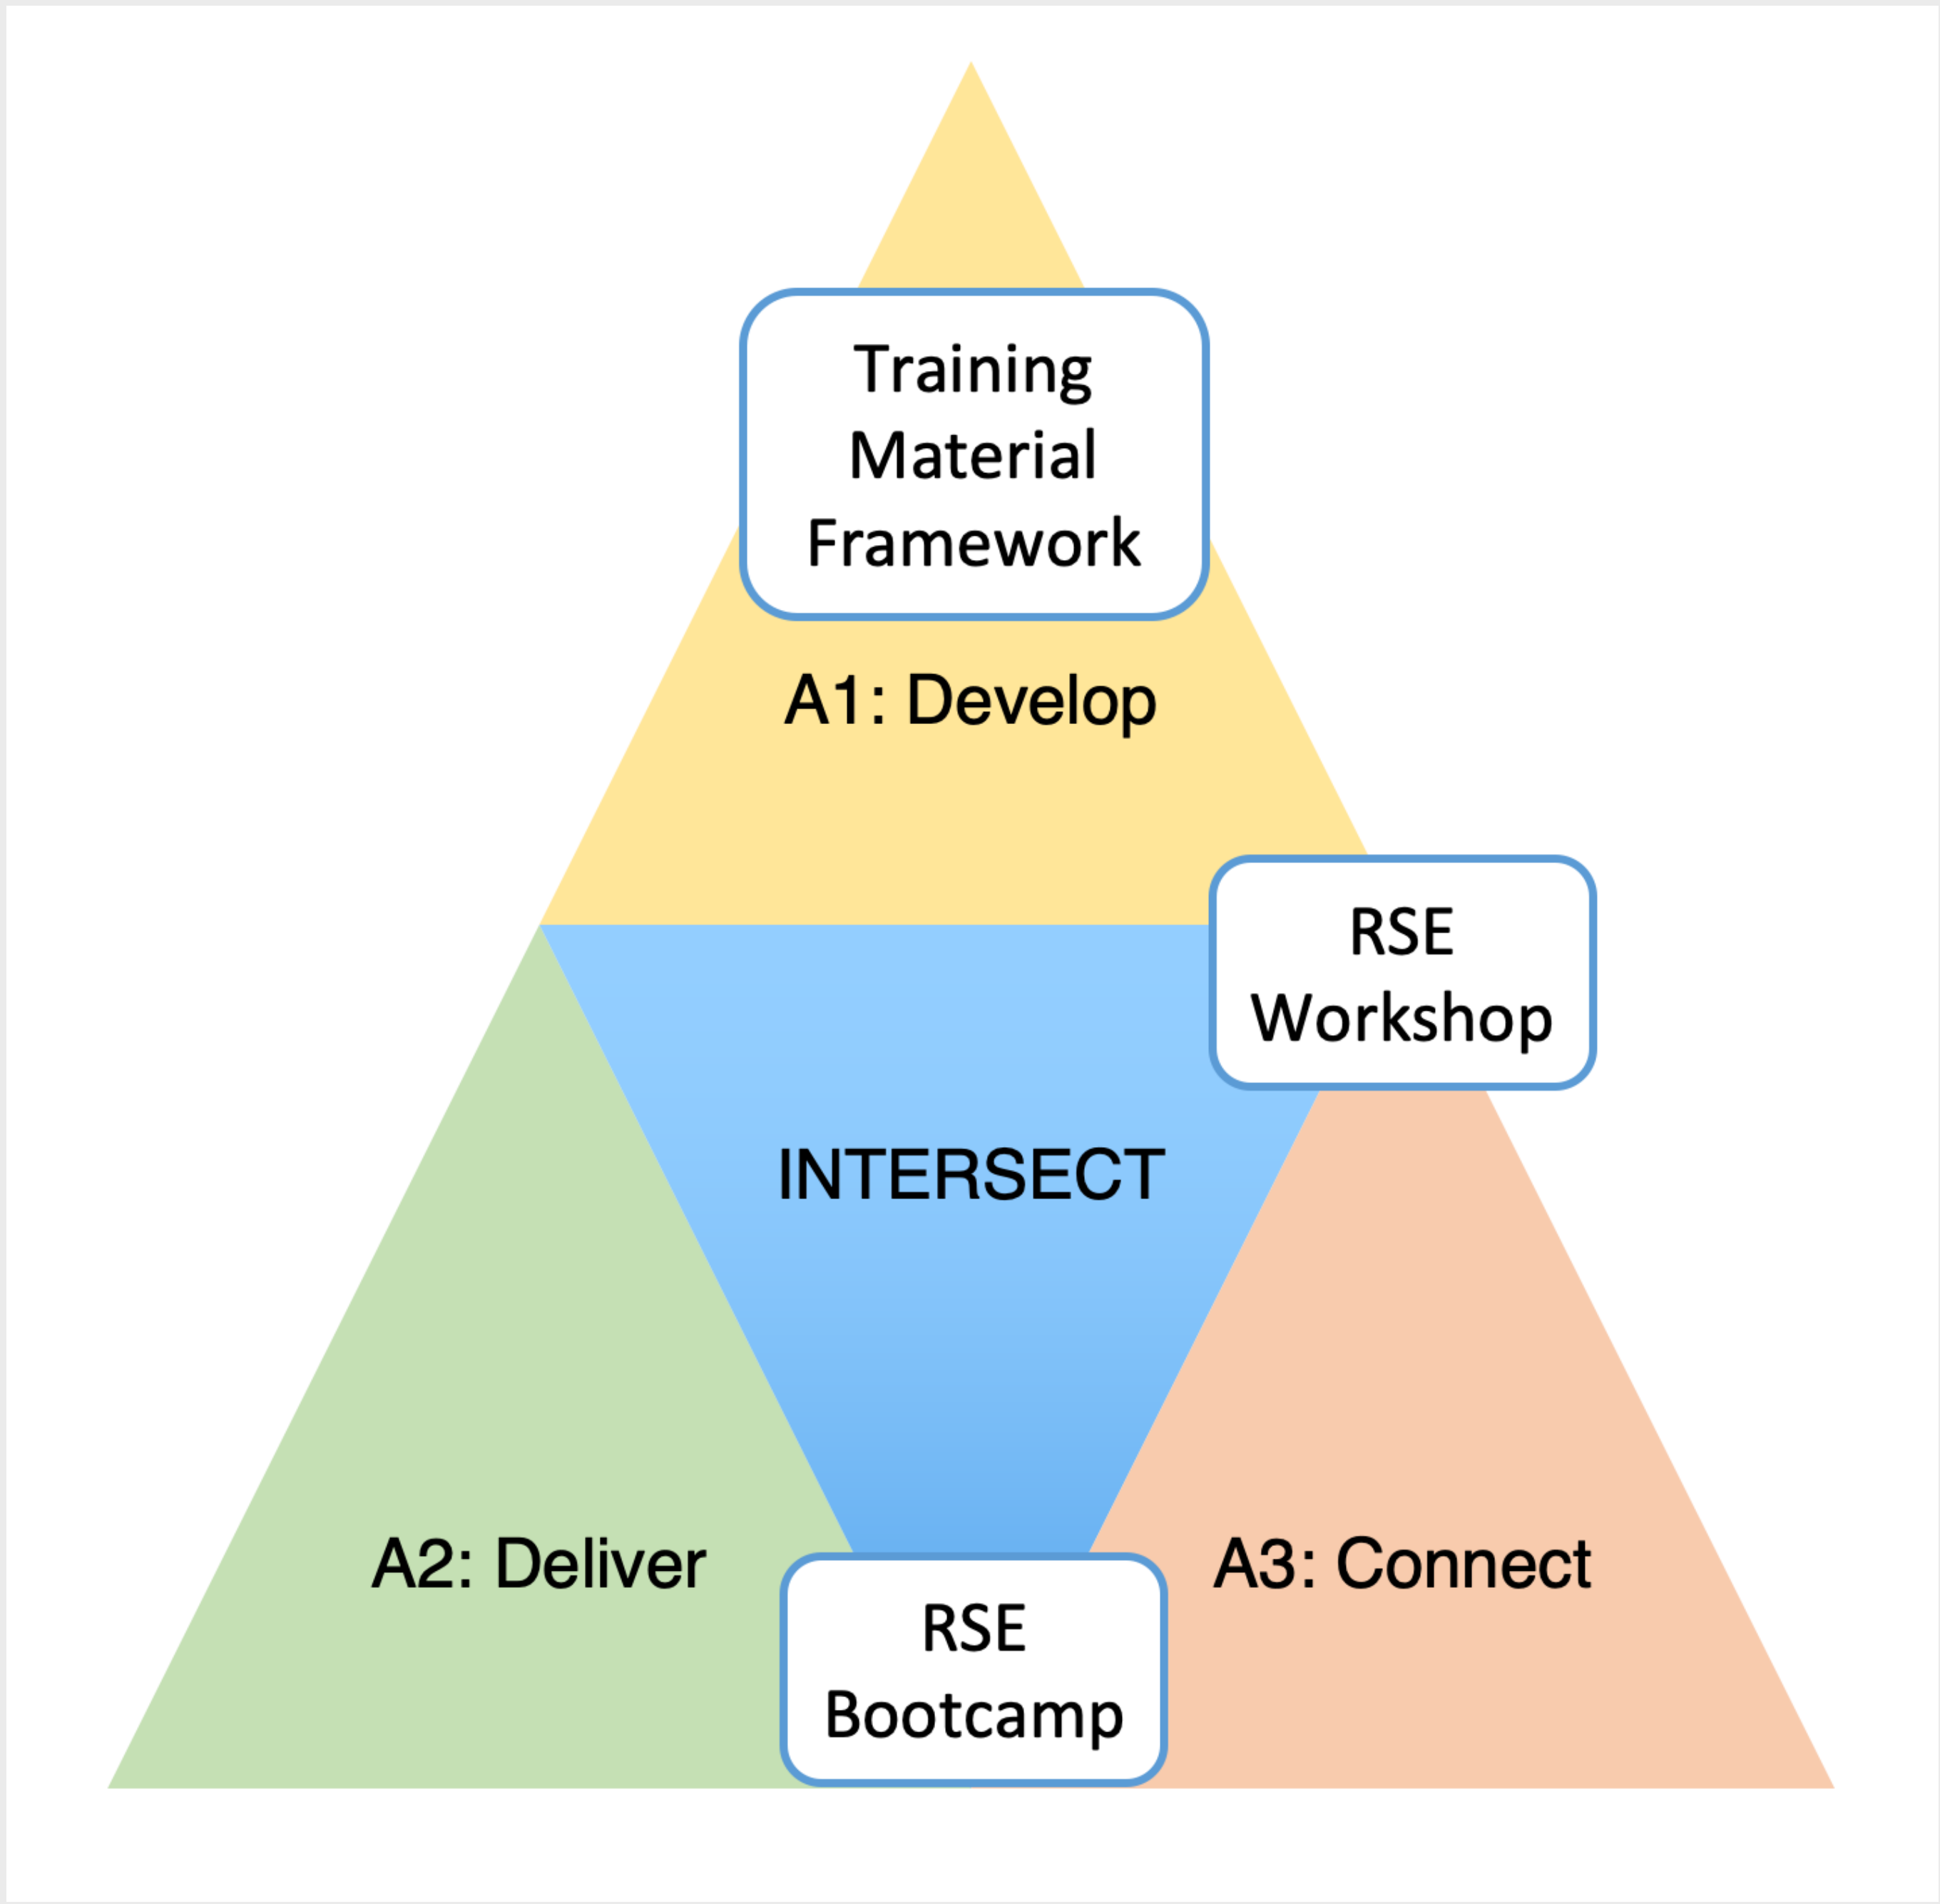 Training
Material
Framework
A1: Develop
RSE
Workshop
INTERSECT
A2: Deliver
A3: Connect
RSE
Bootcamp